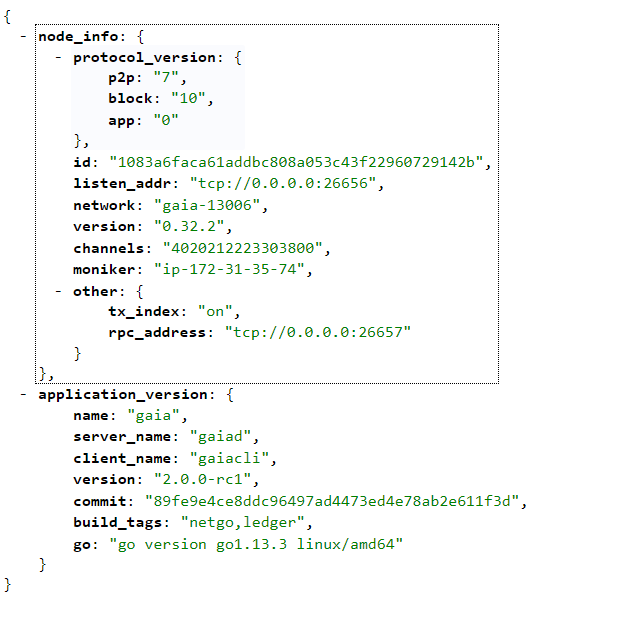 {
- node_info: {
- protocol_version: {
p2p: "7",
block: "10",
app: "0"
},
id: "1083a6faca61addbc808a053c43f22960729142b",
listen_addr: "tcp://0.0.0.0:26656",
network: "gaia-13006",
version: "0.32.2",
channels: "4020212223303800",
moniker: "ip-172-31-35-74",
- other: {
tx_index: "on",
rpc_address: "tcp://0.0.0.0:26657"
}
},
- application_version: {
name: "gaia",
server_name: "gaiad",
client_name: "gaiacli",
version: "2.0.0-rc1",
commit: "89fe9e4ce8ddc96497ad4473ed4e78ab2e611f3d",
build_tags: "netgo,ledger",
go: "go version go1.13.3 linux/amd64"
}
}